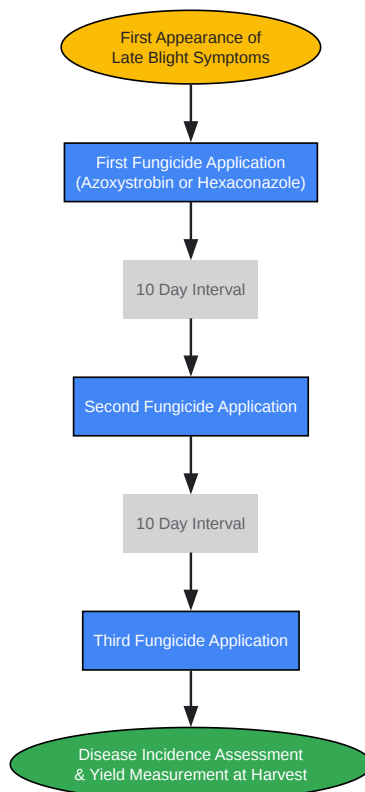 First Appearance of
Late Blight Symptoms
First Fungicide Application
(Azoxystrobin or Hexaconazole)
10 Day Interval
Second Fungicide Application
10 Day Interval
Third Fungicide Application
Disease Incidence Assessment
& Yield Measurement at Harvest